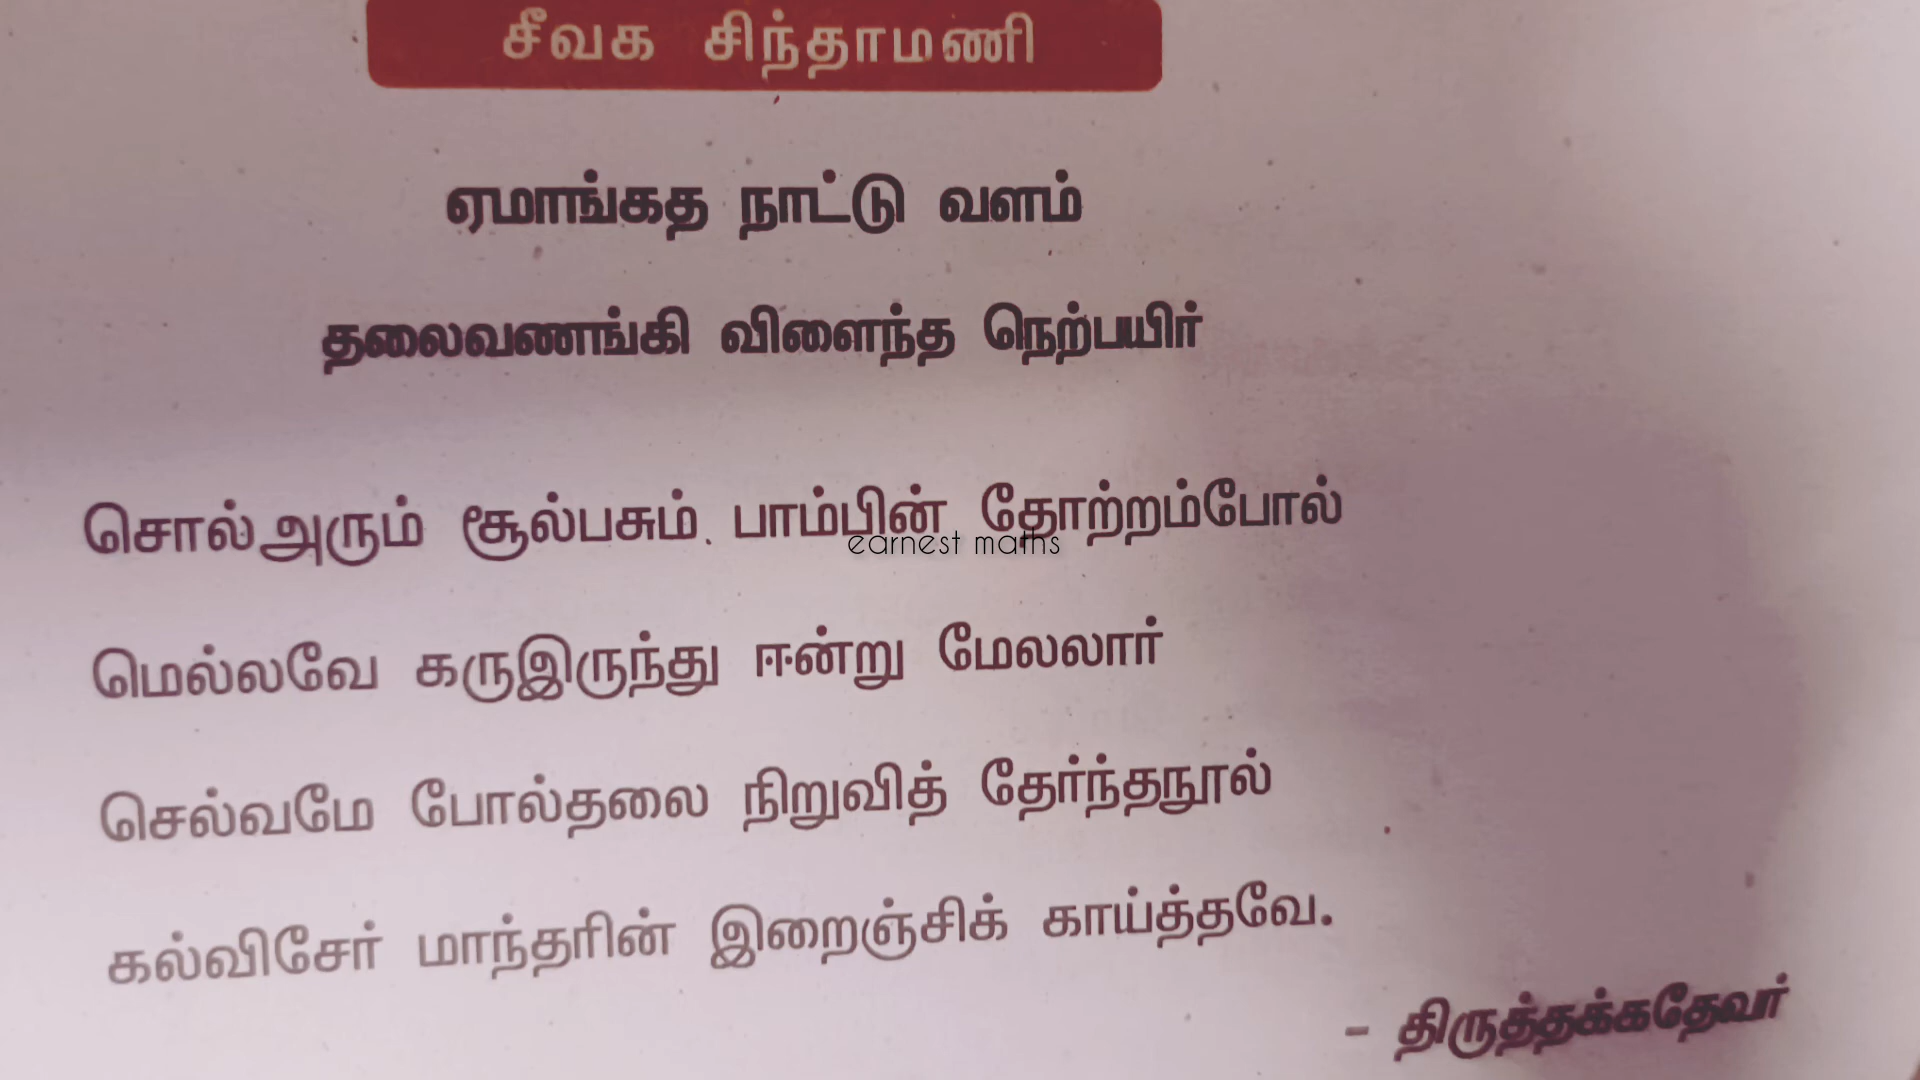 சீவக சிந்தாமணி
ஏமாங்கத நாட்டு வளம்
தலைவணங்கி விளைந்த நெற்பயிர்
சொல்அரும் சூல்பசும் பாம்பின் தோற்றம்போல்
earnest maths
மெல்லவே கருஇருந்து ஈன்று மேலலார்
செல்வமே போல்தலை நிறுவித் தேர்ந்தநூல்
கல்விசேர் மாந்தரின் இறைஞ்சிக் காய்த்தவே.
- திருத்தக்கதேவர்